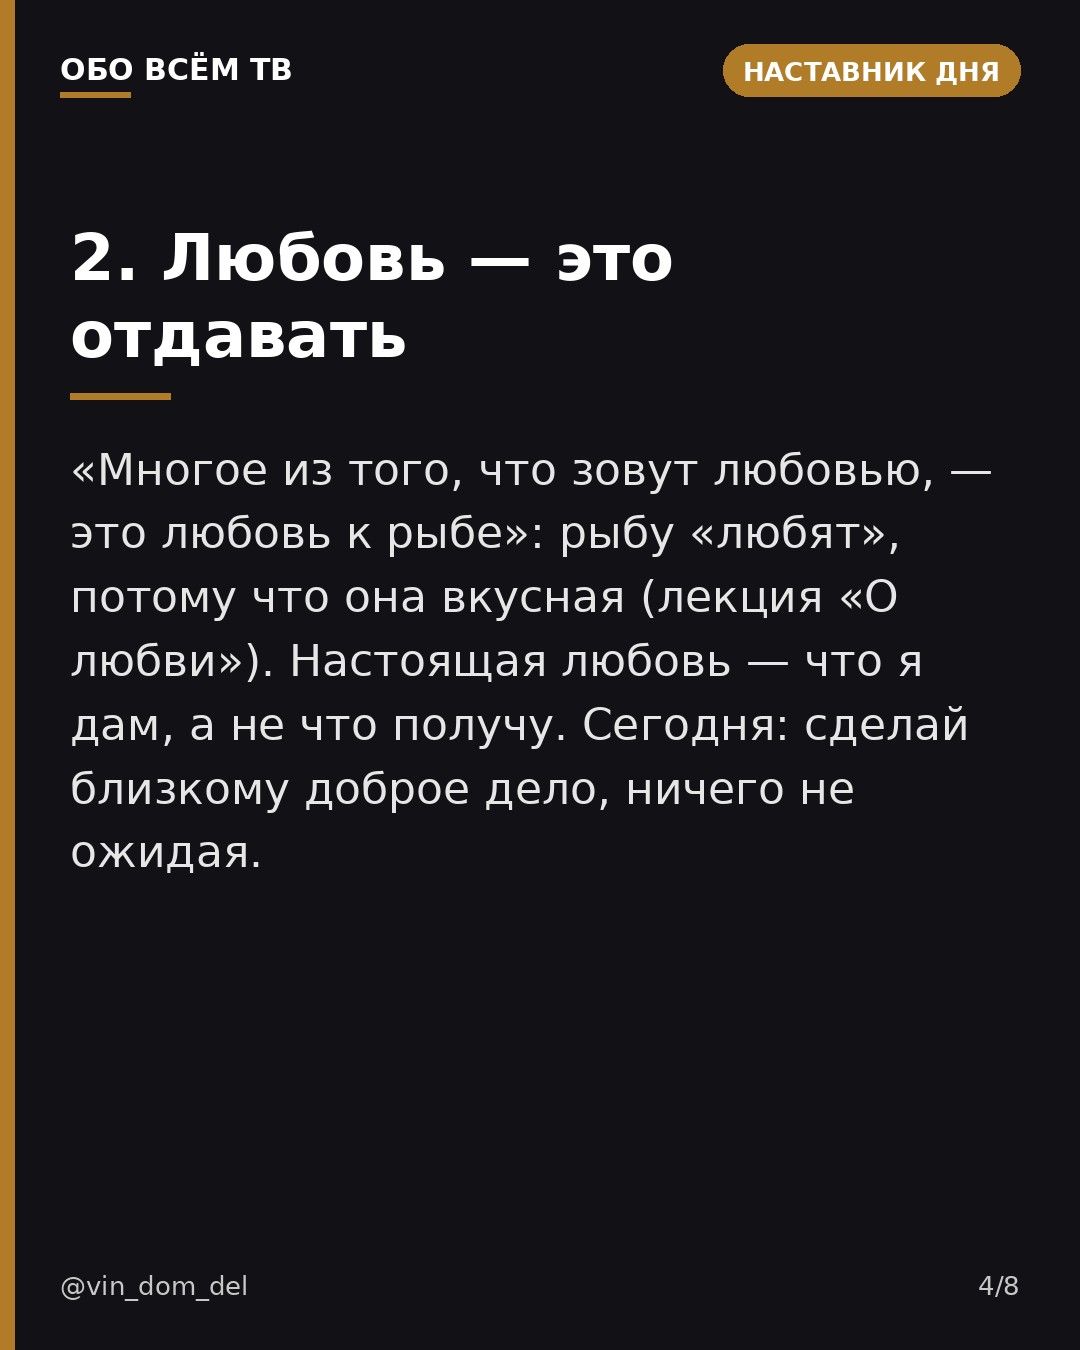 ОБО ВСЁМ ТВ
НАСТАВНИК ДНЯ
2. Любовь — это
отдавать
«Многое из того, что зовут любовью, —
это любовь к рыбе»: рыбу «любят»,
потому что она вкусная (лекция «О
любви»). Настоящая любовь — что я
дам, а не что получу. Сегодня: сделай
близкому доброе дело, ничего не
ожидая.
@vin_dom_del
4/8